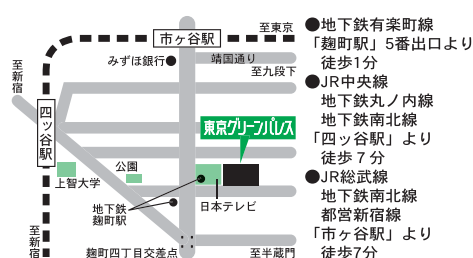 至東京
市ヶ谷駅
みずほ銀行
靖国通り
至九段下
至新宿
四ッ谷駅
東京グリーンパレス
公園
上智大学
地下鉄
麹町駅
日本テレビ
至新宿
麹町四丁目交差点
至半蔵門
●地下鉄有楽町線
「麹町駅」5番出口より
徒歩1分
●JR中央線
地下鉄丸ノ内線
地下鉄南北線
「四ッ谷駅」より
徒歩7分
●JR総武線
地下鉄南北線
都営新宿線
「市ヶ谷駅」より
徒歩7分